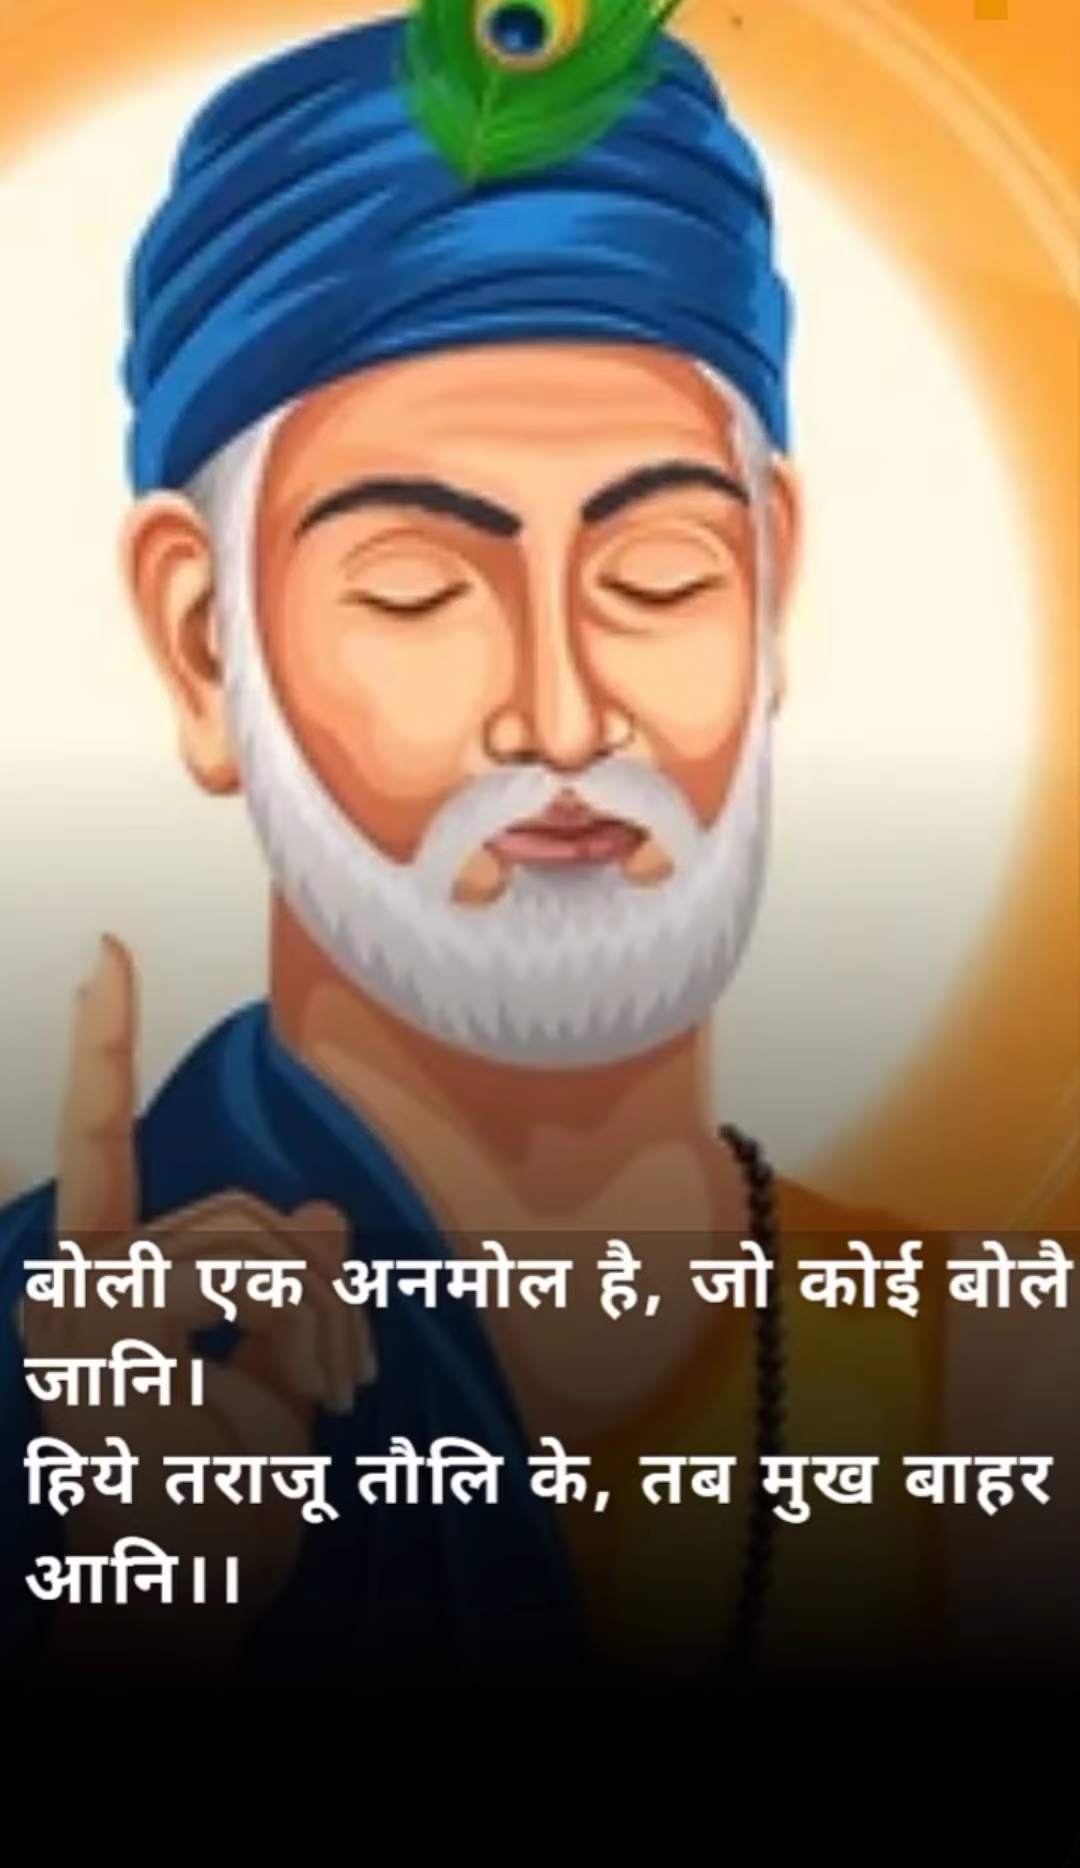 बोली एक अनमोल है, जो कोई बोलै
जानि।
हिये तराजू तौलि के, तब मुख बाहर
आनि।।